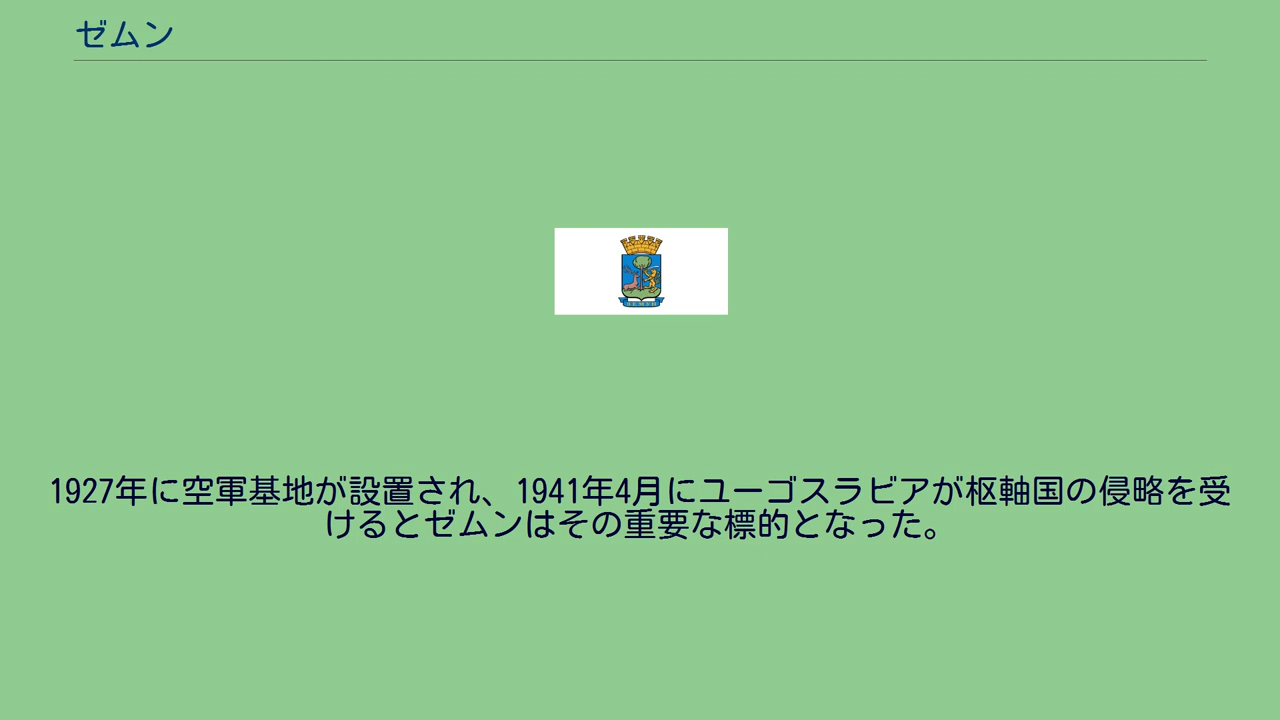 ゼムン
1927年に空軍基地が設置され、1941年4月にユーゴスラビアが枢軸国の侵略を受
けるとゼムンはその重要な標的となった。